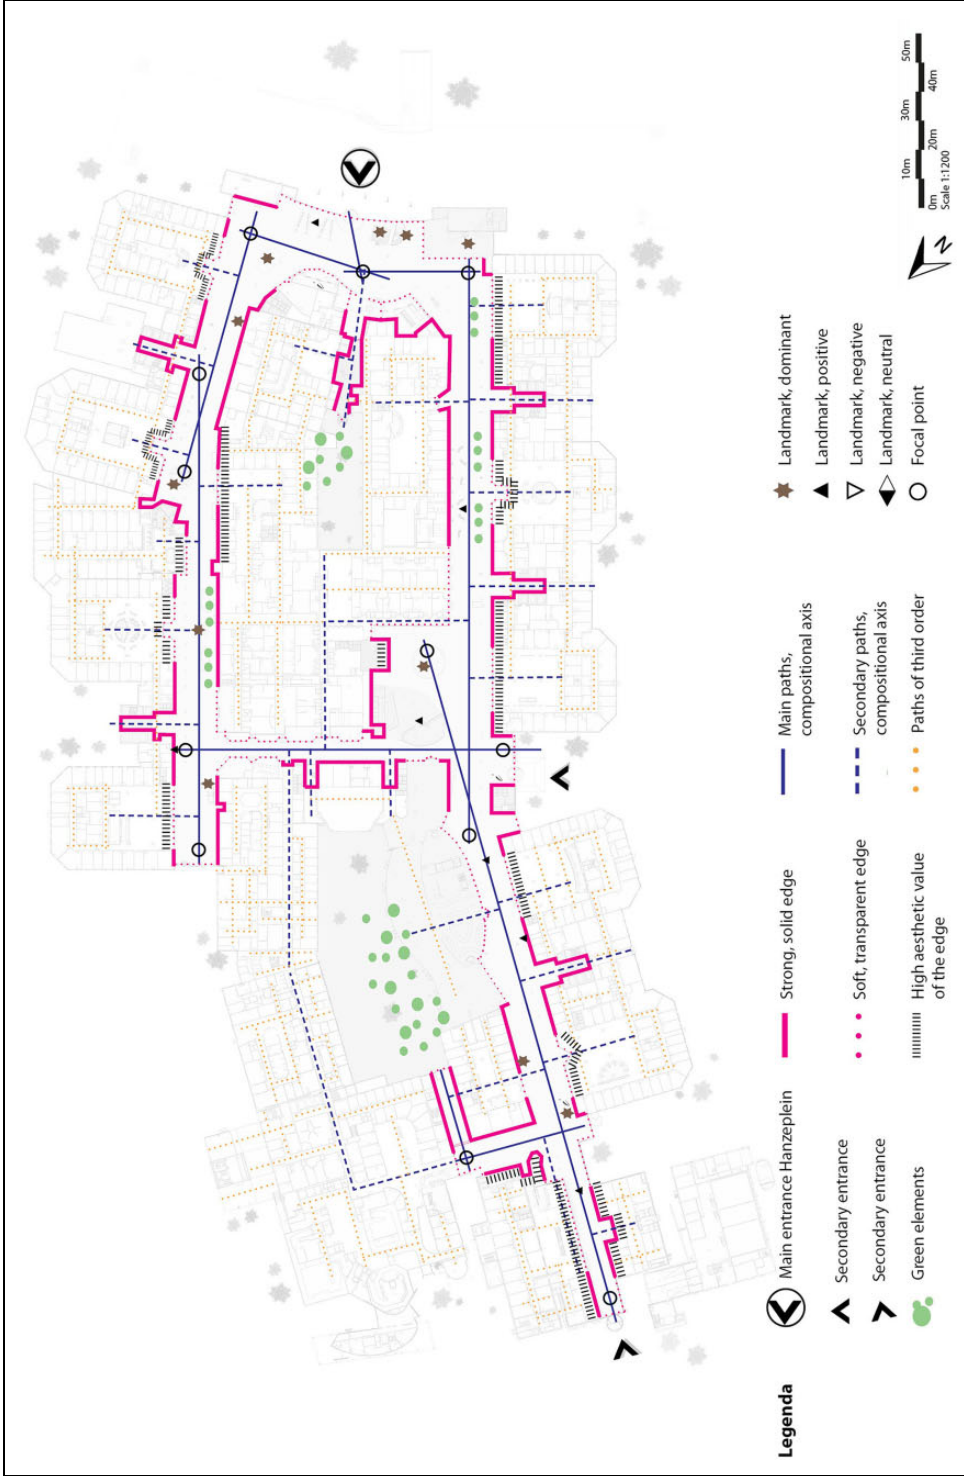 Legenda
Main entrance Hanzeplein
Secondary entrance
Secondary entrance
Green elements
Strong, solid edge
Soft, transparent edge
High aesthetic value
of the edge
Main paths,
compositional axis
Secondary paths,
compositional axis
Paths of third order
Landmark, dominant
Landmark, positive
Landmark, negative
Landmark, neutral
Focal point
N
10m 30m 50m
0m 20m 40m
Scale 1:1200